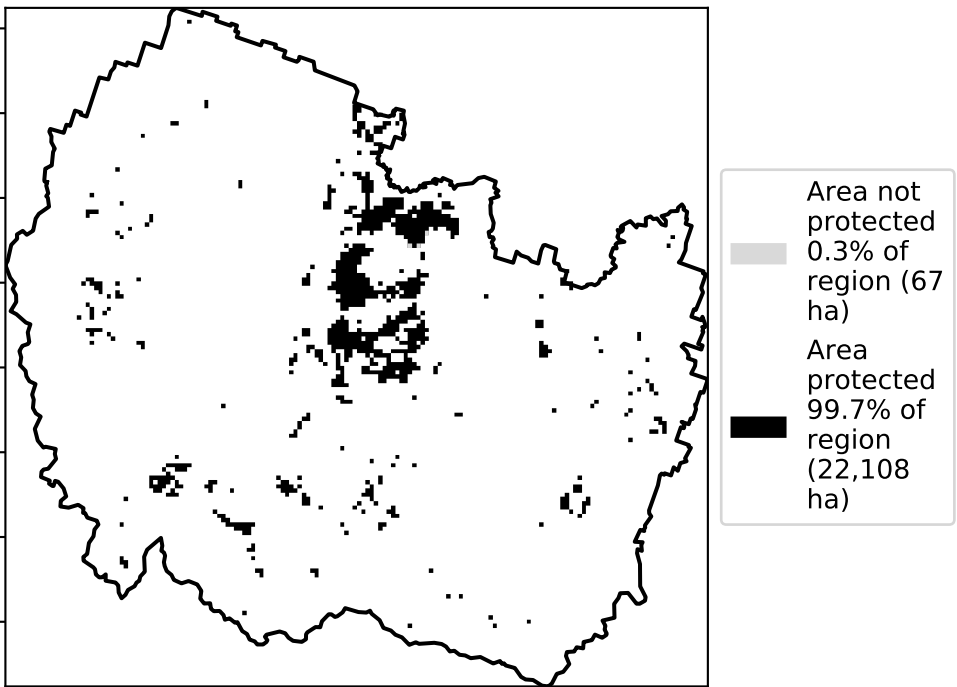 Area not
protected
0.3% of
region (67
ha)
Area
protected
99.7% of
region
(22,108
ha)